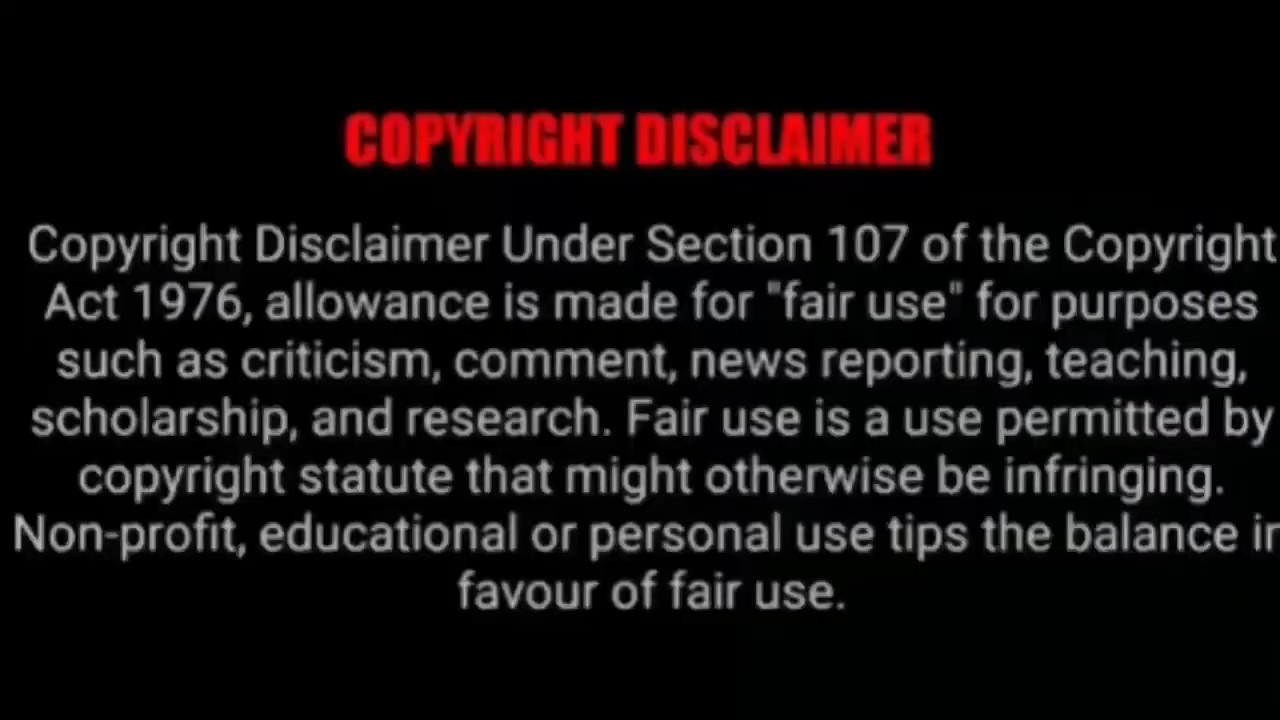 COPYRIGHT DISCLAIMER
Copyright Disclaimer Under Section 107 of the Copyright
Act 1976, allowance is made for "fair use" for purposes
such as criticism, comment, news reporting, teaching,
scholarship, and research. Fair use is a use permitted by
copyright statute that might otherwise be infringing.
Non-profit, educational or personal use tips the balance in
favour of fair use.